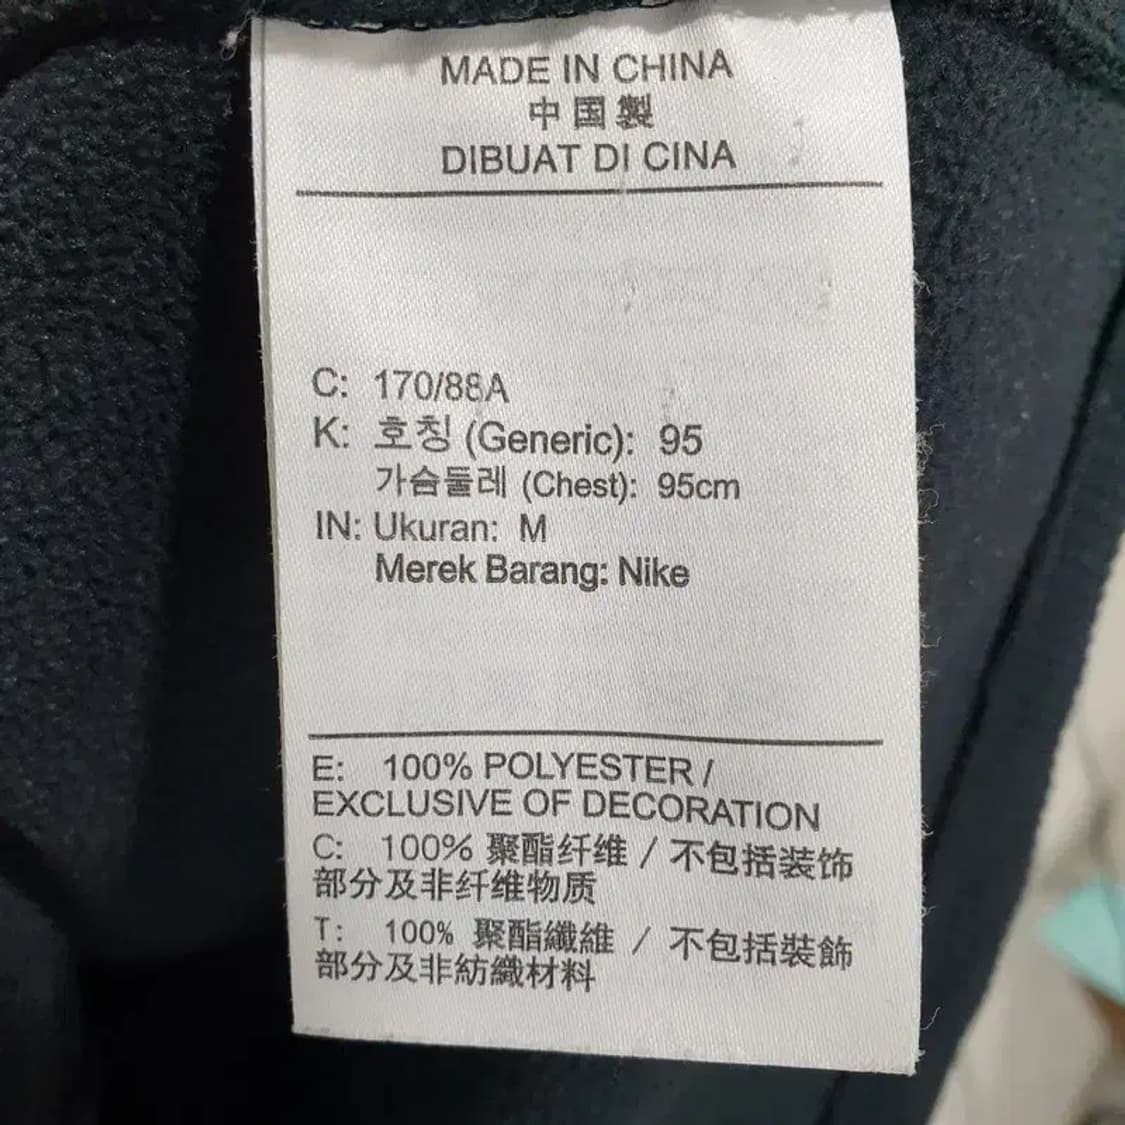 MADE IN CHINA
中国製
DIBUAT DI CINA
C: 170/88A
K: 호칭 (Generic): 95
가슴둘레 (Chest): 95cm
IN: Ukuran: M
Merek Barang: Nike
E: 100% POLYESTER /
EXCLUSIVE OF DECORATION
C: 100% 聚酯纤维 / 不包括装饰
部分及非纤维物质
T: 100% 聚酯纖維 / 不包括裝飾
部分及非紡織材料